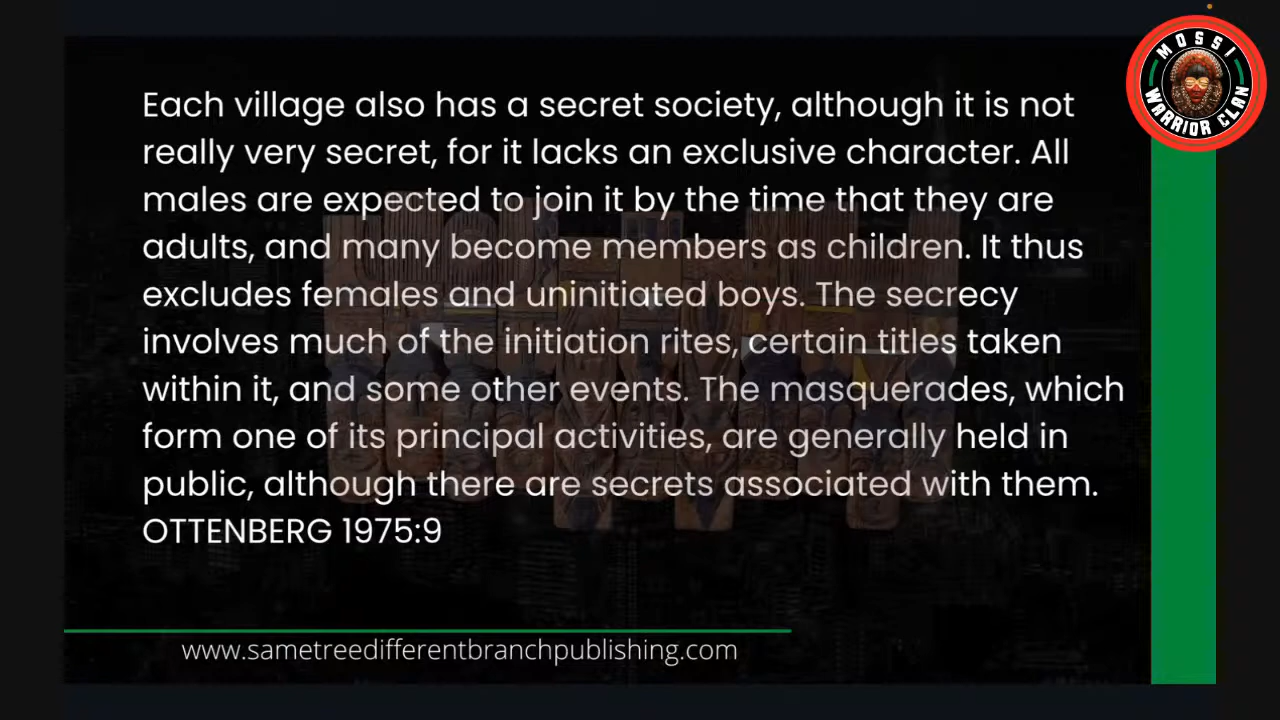 MOSSI
WARRIOR CLAN
Each village also has a secret society, although it is not
really very secret, for it lacks an exclusive character. All
males are expected to join it by the time that they are
adults, and many become members as children. It thus
excludes females and uninitiated boys. The secrecy
involves much of the initiation rites, certain titles taken
within it, and some other events. The masquerades, which
form one of its principal activities, are generally held in
public, although there are secrets associated with them.
OTTENBERG 1975:9
www.sametreedifferentbranchpublishing.com